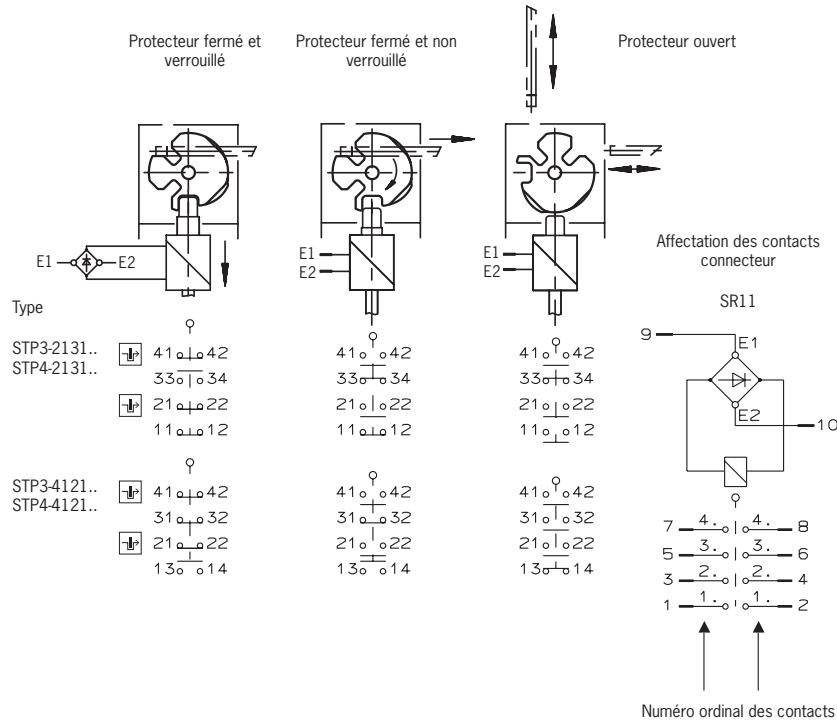 Protecteur fermé et
verrouillé
Protecteur fermé et non
verrouillé
Protecteur ouvert
E1
E2
E1
E2
E1
E2
Affectation des contacts
connecteur
SR11
Type
STP3-2131..
STP4-2131..
41 42
33 34
21 22
11 12
41 42
33 34
21 22
11 12
41 42
33 34
21 22
11 12
STP3-4121..
STP4-4121..
41 42
31 32
21 22
13 14
41 42
31 32
21 22
13 14
41 42
31 32
21 22
13 14
9
E1
E2
10
7 4. 4. 8
5 3. 3. 6
3 2. 2. 4
1 1. 1. 2
Numéro ordinal des contacts